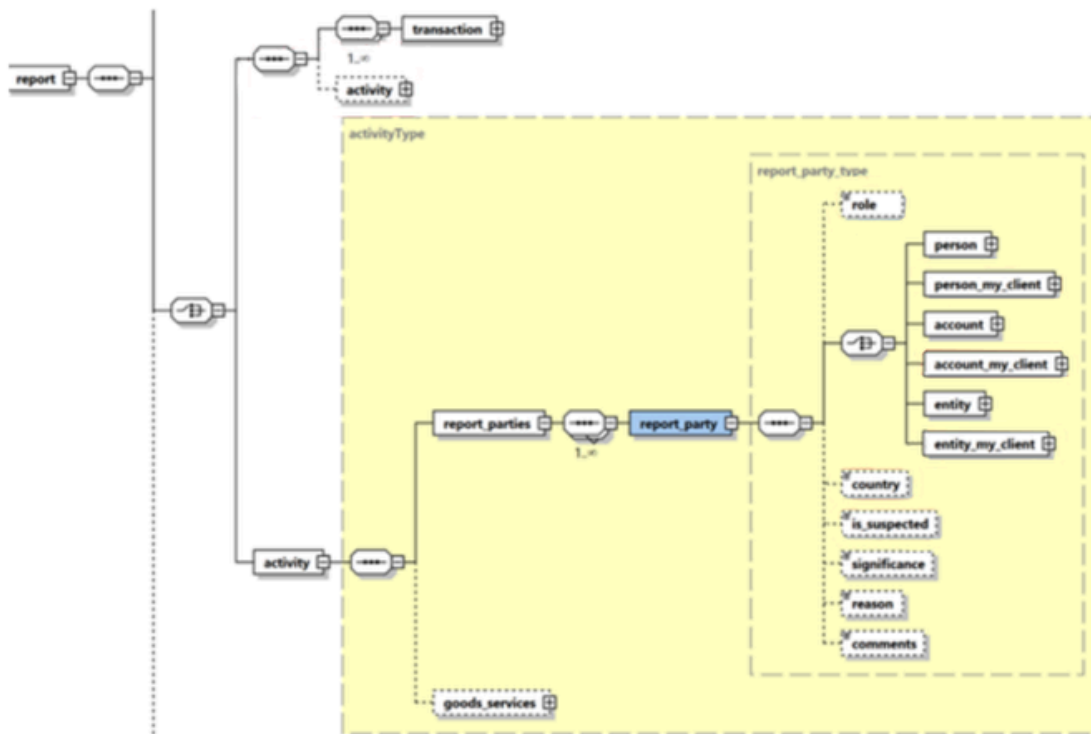 transaction
1..∞
report
activity
activityType
report_party_type
role
person
person_my_client
account
account_my_client
entity
report_parties
report_party
entity_my_client
1..∞
country
is_suspected
activity
significance
reason
comments
goods_services